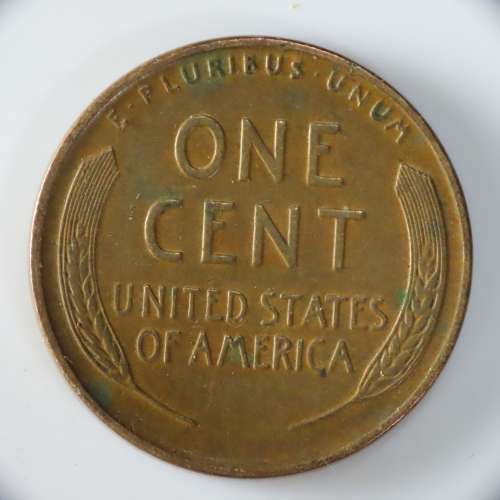 E·PLURIBUS·UNUM
ONE
CENT
UNITED STATES
OF AMERICA